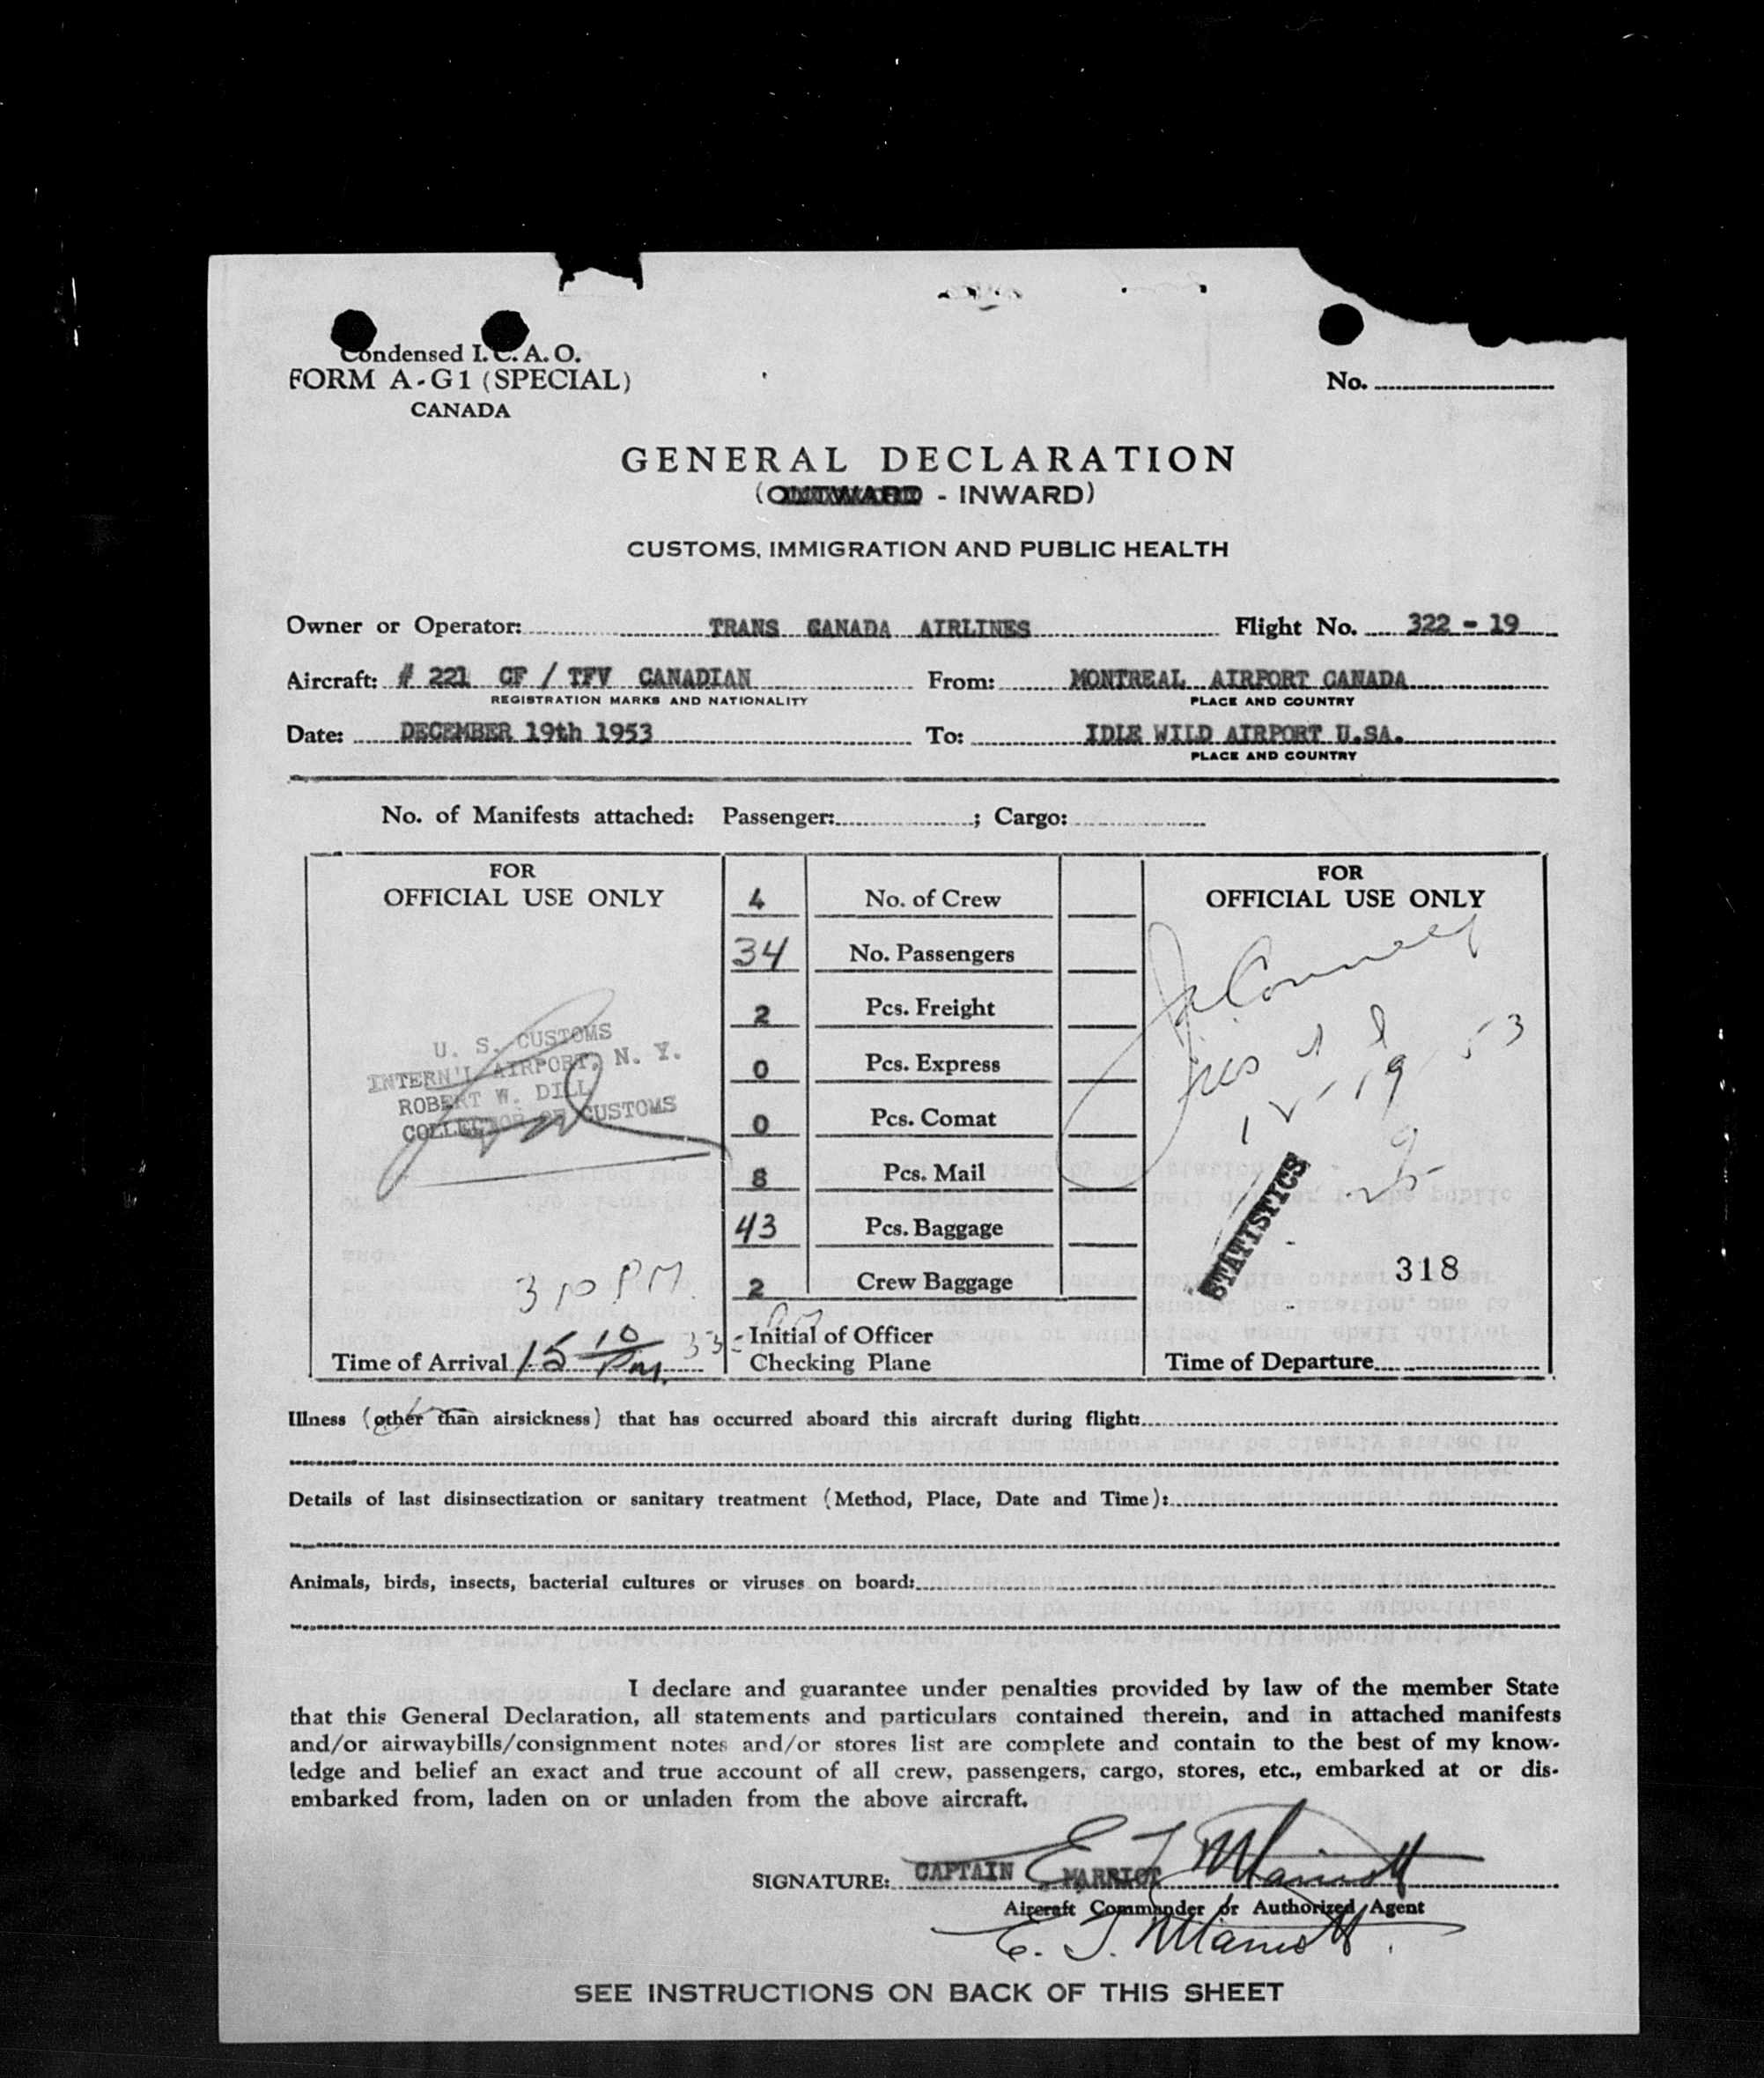 Condensed I.C.A.O.
FORM A-G1 (SPECIAL)
CANADA
No.
GENERAL DECLARATION
(OUTWARD - INWARD)
CUSTOMS, IMMIGRATION AND PUBLIC HEALTH
Owner or Operator: TRANS CANADA AIRLINES Flight No. 322 - 19
Aircraft: # 221 CF / TFV CANADIAN From: MONTREAL AIRPORT CANADA
REGISTRATION MARKS AND NATIONALITY PLACE AND COUNTRY
Date: DECEMBER 19th 1953 To: IDLE WILD AIRPORT U.SA.
PLACE AND COUNTRY
No. of Manifests attached: Passenger: ; Cargo:
FOR
OFFICIAL USE ONLY
U. S. CUSTOMS
INTERN'L AIRPORT, N. Y.
ROBERT W. DILL
COLLECTOR OF CUSTOMS
3 10 PM.
Time of Arrival 15 10 PM.
4 No. of Crew
34 No. Passengers
2 Pcs. Freight
0 Pcs. Express
0 Pcs. Comat
8 Pcs. Mail
43 Pcs. Baggage
2 Crew Baggage
Initial of Officer
Checking Plane
FOR
OFFICIAL USE ONLY
12-19-53
STATISTICS
318
Time of Departure
Illness (other than airsickness) that has occurred aboard this aircraft during flight:
Details of last disinsectization or sanitary treatment (Method, Place, Date and Time):
Animals, birds, insects, bacterial cultures or viruses on board:
I declare and guarantee under penalties provided by law of the member State
that this General Declaration, all statements and particulars contained therein, and in attached manifests
and/or airwaybills/consignment notes and/or stores list are complete and contain to the best of my know-
ledge and belief an exact and true account of all crew, passengers, cargo, stores, etc., embarked at or dis-
embarked from, laden on or unladen from the above aircraft.
SIGNATURE: CAPTAIN MARRIOT E J Marriott
Aircraft Commander or Authorized Agent
E. J. Marriott.
SEE INSTRUCTIONS ON BACK OF THIS SHEET